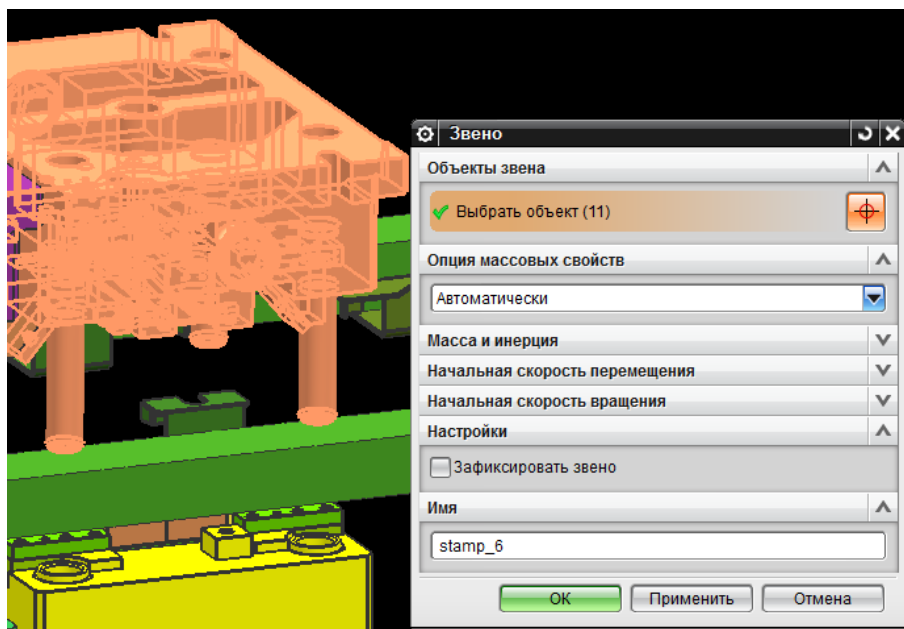 Звено
Объекты звена
Выбрать объект (11)
Опция массовых свойств
Автоматически
Масса и инерция
Начальная скорость перемещения
Начальная скорость вращения
Настройки
Зафиксировать звено
Имя
stamp_6
ОК Применить Отмена